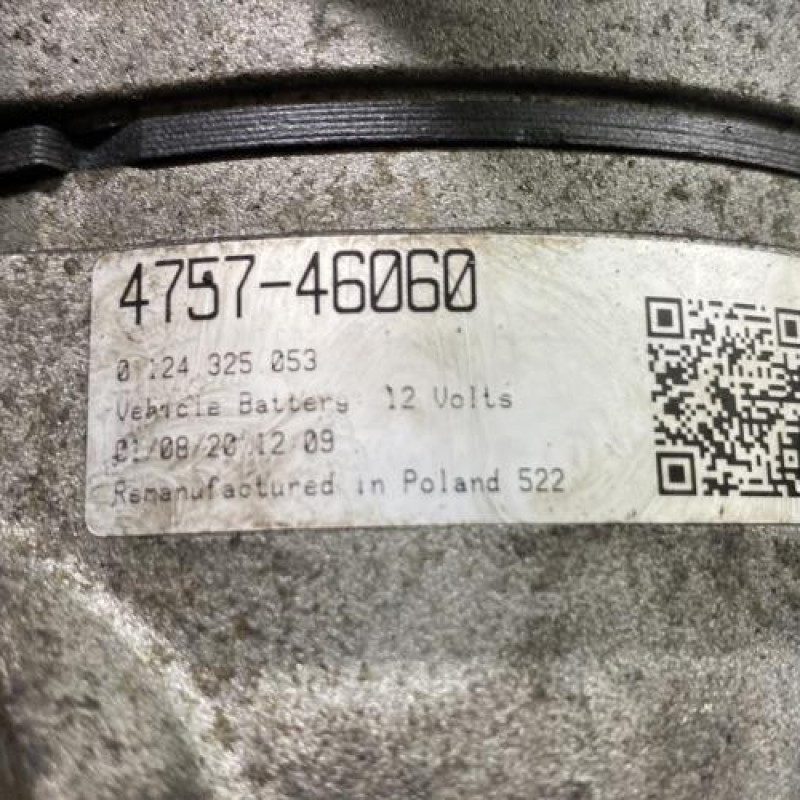 4757-46060
0 124 325 053
Vehicle Battery 12 Volts
01/08/20 12 09
Remanufactured in Poland 522